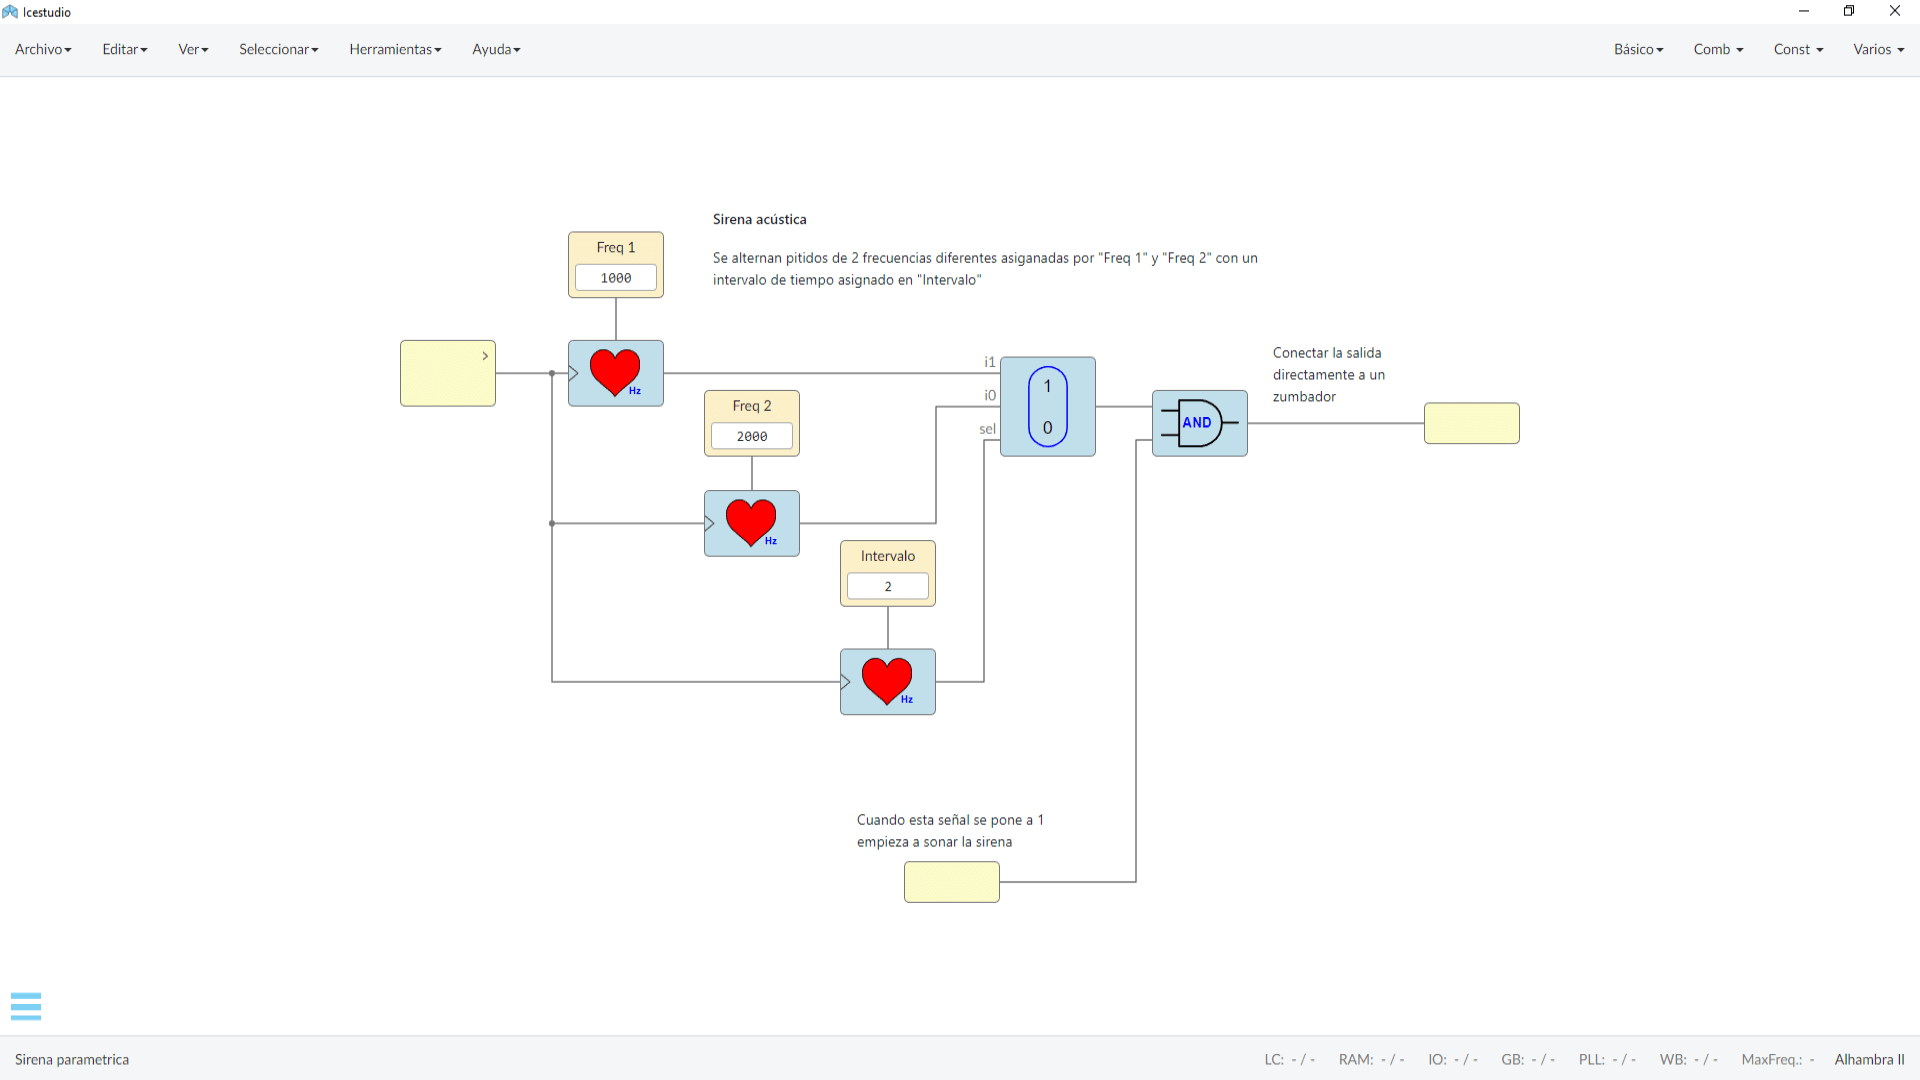 Icestudio
Archivo Editar Ver Seleccionar Herramientas Ayuda Básico Comb Const Varios
Sirena acústica
Se alternan pitidos de 2 frecuencias diferentes asiganadas por "Freq 1" y "Freq 2" con un
intervalo de tiempo asignado en "Intervalo"
Freq 1
1000
Hz
Freq 2
2000
Hz
Intervalo
2
Hz
i1
i0
sel
1
0
AND
Conectar la salida
directamente a un
zumbador
Cuando esta señal se pone a 1
empieza a sonar la sirena
Sirena parametrica
LC: - / - RAM: - / - IO: - / - GB: - / - PLL: - / - WB: - / - MaxFreq.: - Alhambra II